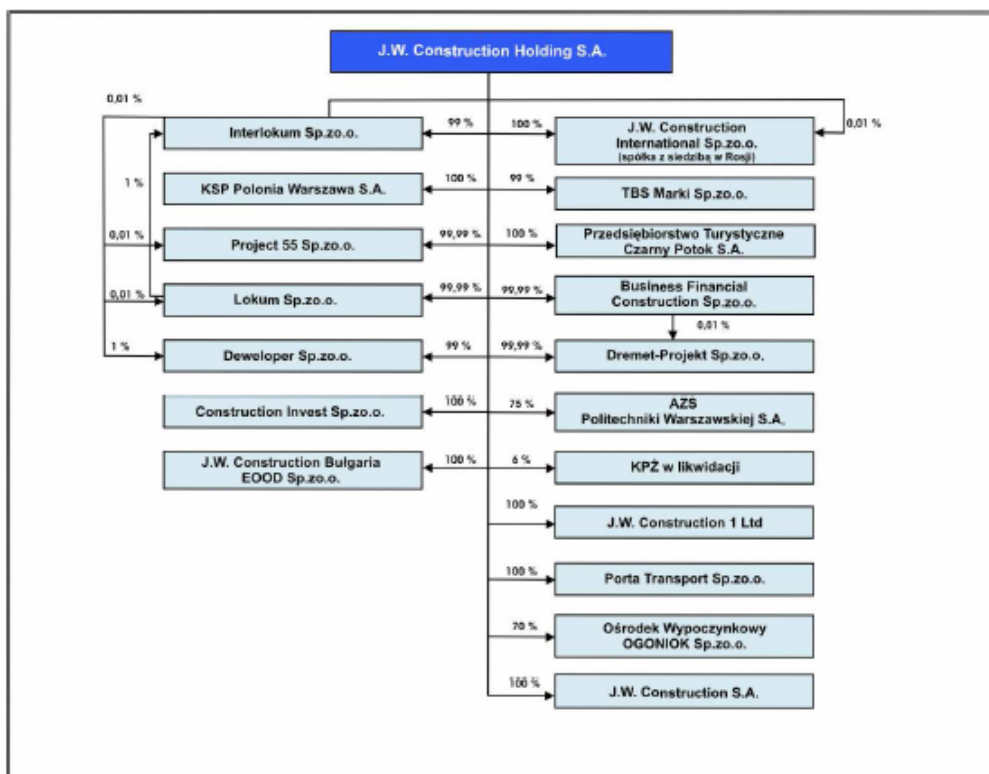 J.W. Construction Holding S.A.
0,01 %
Interlokum Sp.zo.o.
99 %
100 %
J.W. Construction
International Sp.zo.o.
(spółka z siedzibą w Rosji)
0,01 %
1 %
KSP Polonia Warszawa S.A.
100 %
99 %
TBS Marki Sp.zo.o.
0,01 %
Project 55 Sp.zo.o.
99,99 %
100 %
Przedsiębiorstwo Turystyczne
Czarny Potok S.A.
0,01 %
Lokum Sp.zo.o.
99,99 %
99,99 %
Business Financial
Construction Sp.zo.o.
0,01 %
1 %
Deweloper Sp.zo.o.
99 %
99,99 %
Dremet-Projekt Sp.zo.o.
Construction Invest Sp.zo.o.
100 %
75 %
AZS
Politechniki Warszawskiej S.A.
J.W. Construction Bulgaria
EOOD Sp.zo.o.
100 %
6 %
KPŻ w likwidacji
100 %
J.W. Construction 1 Ltd
100 %
Porta Transport Sp.zo.o.
70 %
Ośrodek Wypoczynkowy
OGONIOK Sp.zo.o.
100 %
J.W. Construction S.A.